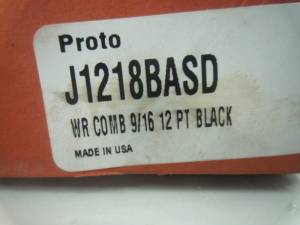 Proto
J1218BASD
WR COMB 9/16 12 PT BLACK
MADE IN USA